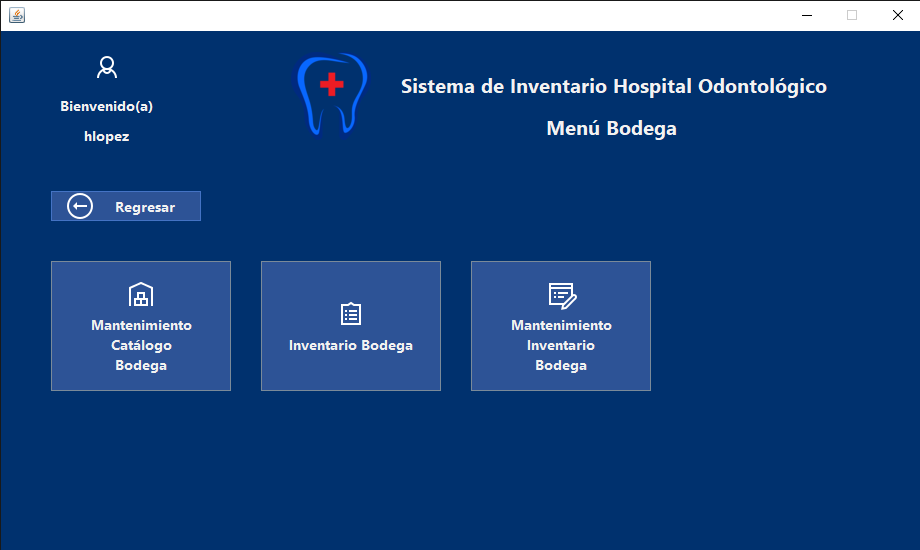 Bienvenido(a)
hlopez
Sistema de Inventario Hospital Odontológico
Menú Bodega
Regresar
Mantenimiento
Catálogo
Bodega
Inventario Bodega
Mantenimiento
Inventario
Bodega